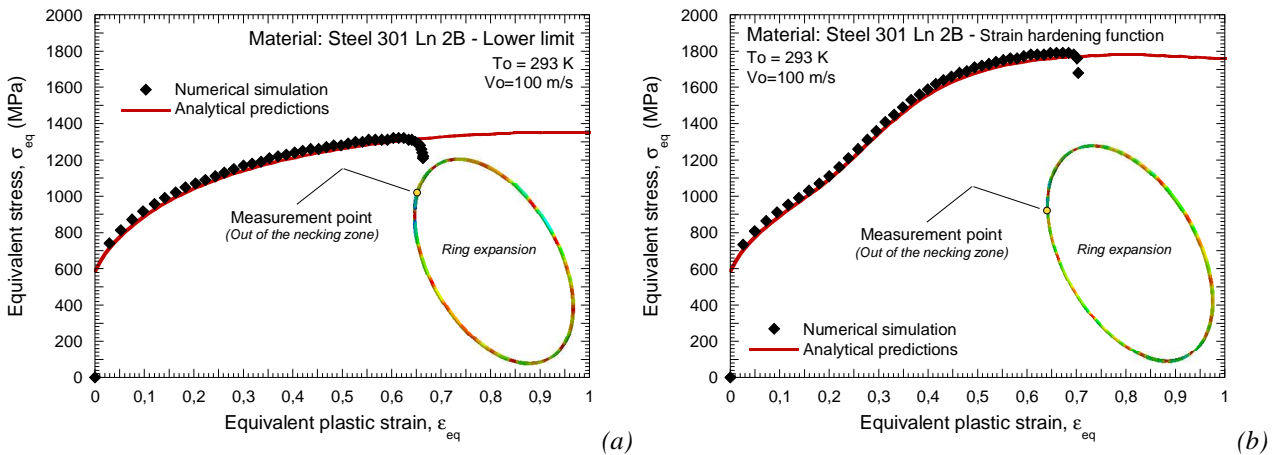 Material: Steel 301 Ln 2B - Lower limit
To = 293 K
Vo=100 m/s
Numerical simulation
Analytical predictions
Measurement point
(Out of the necking zone)
Ring expansion
Equivalent stress, σeq (MPa)
2000
1800
1600
1400
1200
1000
800
600
400
200
0
0 0,1 0,2 0,3 0,4 0,5 0,6 0,7 0,8 0,9 1
Equivalent plastic strain, εeq
(a)
Material: Steel 301 Ln 2B - Strain hardening function
To = 293 K
Vo=100 m/s
Measurement point
(Out of the necking zone)
Ring expansion
Numerical simulation
Analytical predictions
Equivalent stress, σeq (MPa)
2000
1800
1600
1400
1200
1000
800
600
400
200
0
0 0,1 0,2 0,3 0,4 0,5 0,6 0,7 0,8 0,9 1
Equivalent plastic strain, εeq
(b)